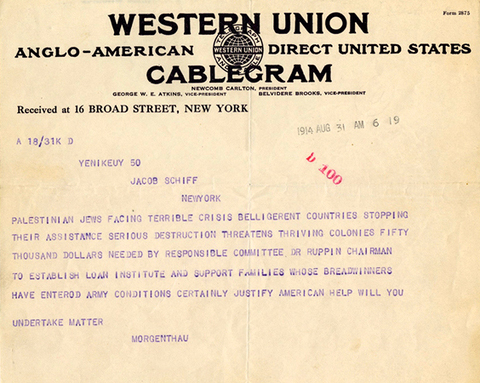 Form 2675
WESTERN UNION
ANGLO-AMERICAN DIRECT UNITED STATES
CABLEGRAM
NEWCOMB CARLTON, PRESIDENT
GEORGE W. E. ATKINS, VICE-PRESIDENT BELVIDERE BROOKS, VICE-PRESIDENT
Received at 16 BROAD STREET, NEW YORK
1914 AUG 31 AM 6 19
A 18/31K D
b 100
YENIKEUY 50
JACOB SCHIFF
NEWYORK
PALESTINIAN JEWS FACING TERRIBLE CRISIS BELLIGERENT COUNTRIES STOPPING
THEIR ASSISTANCE SERIOUS DESTRUCTION THREATENS THRIVING COLONIES FIFTY
THOUSAND DOLLARS NEEDED BY RESPONSIBLE COMMITTEE DR RUPPIN CHAIRMAN
TO ESTABLISH LOAN INSTITUTE AND SUPPORT FAMILIES WHOSE BREADWINNERS
HAVE ENTEROD ARMY CONDITIONS CERTAINLY JUSTIFY AMERICAN HELP WILL YOU
UNDERTAKE MATTER
MORGENTHAU